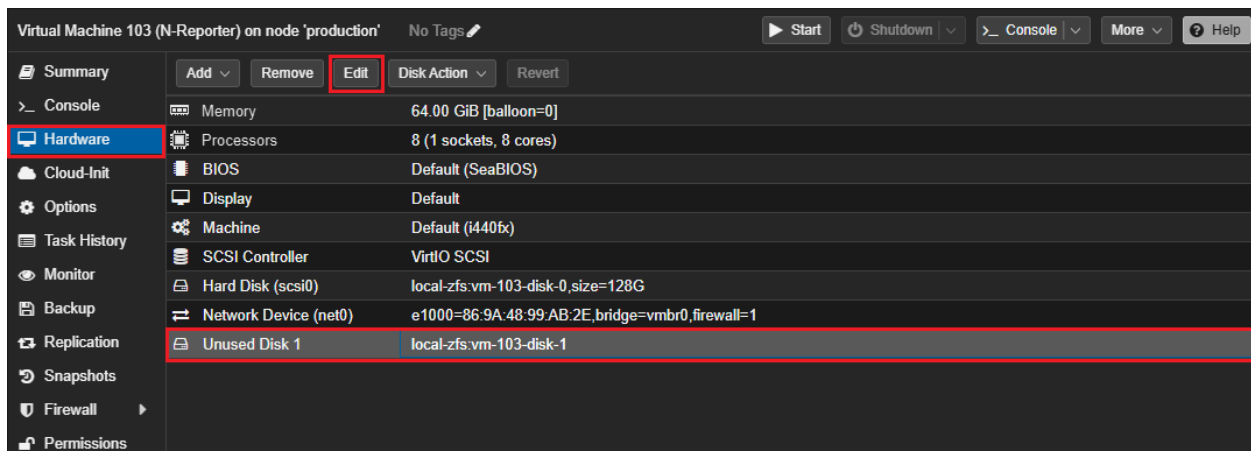 Virtual Machine 103 (N-Reporter) on node 'production' No Tags Start Shutdown >_ Console More Help
Summary
Console
Hardware
Cloud-Init
Options
Task History
Monitor
Backup
Replication
Snapshots
Firewall
Permissions
Add Remove Edit Disk Action Revert
Memory 64.00 GiB [balloon=0]
Processors 8 (1 sockets, 8 cores)
BIOS Default (SeaBIOS)
Display Default
Machine Default (i440fx)
SCSI Controller VirtIO SCSI
Hard Disk (scsi0) local-zfs:vm-103-disk-0,size=128G
Network Device (net0) e1000=86:9A:48:99:AB:2E,bridge=vmbr0,firewall=1
Unused Disk 1 local-zfs:vm-103-disk-1